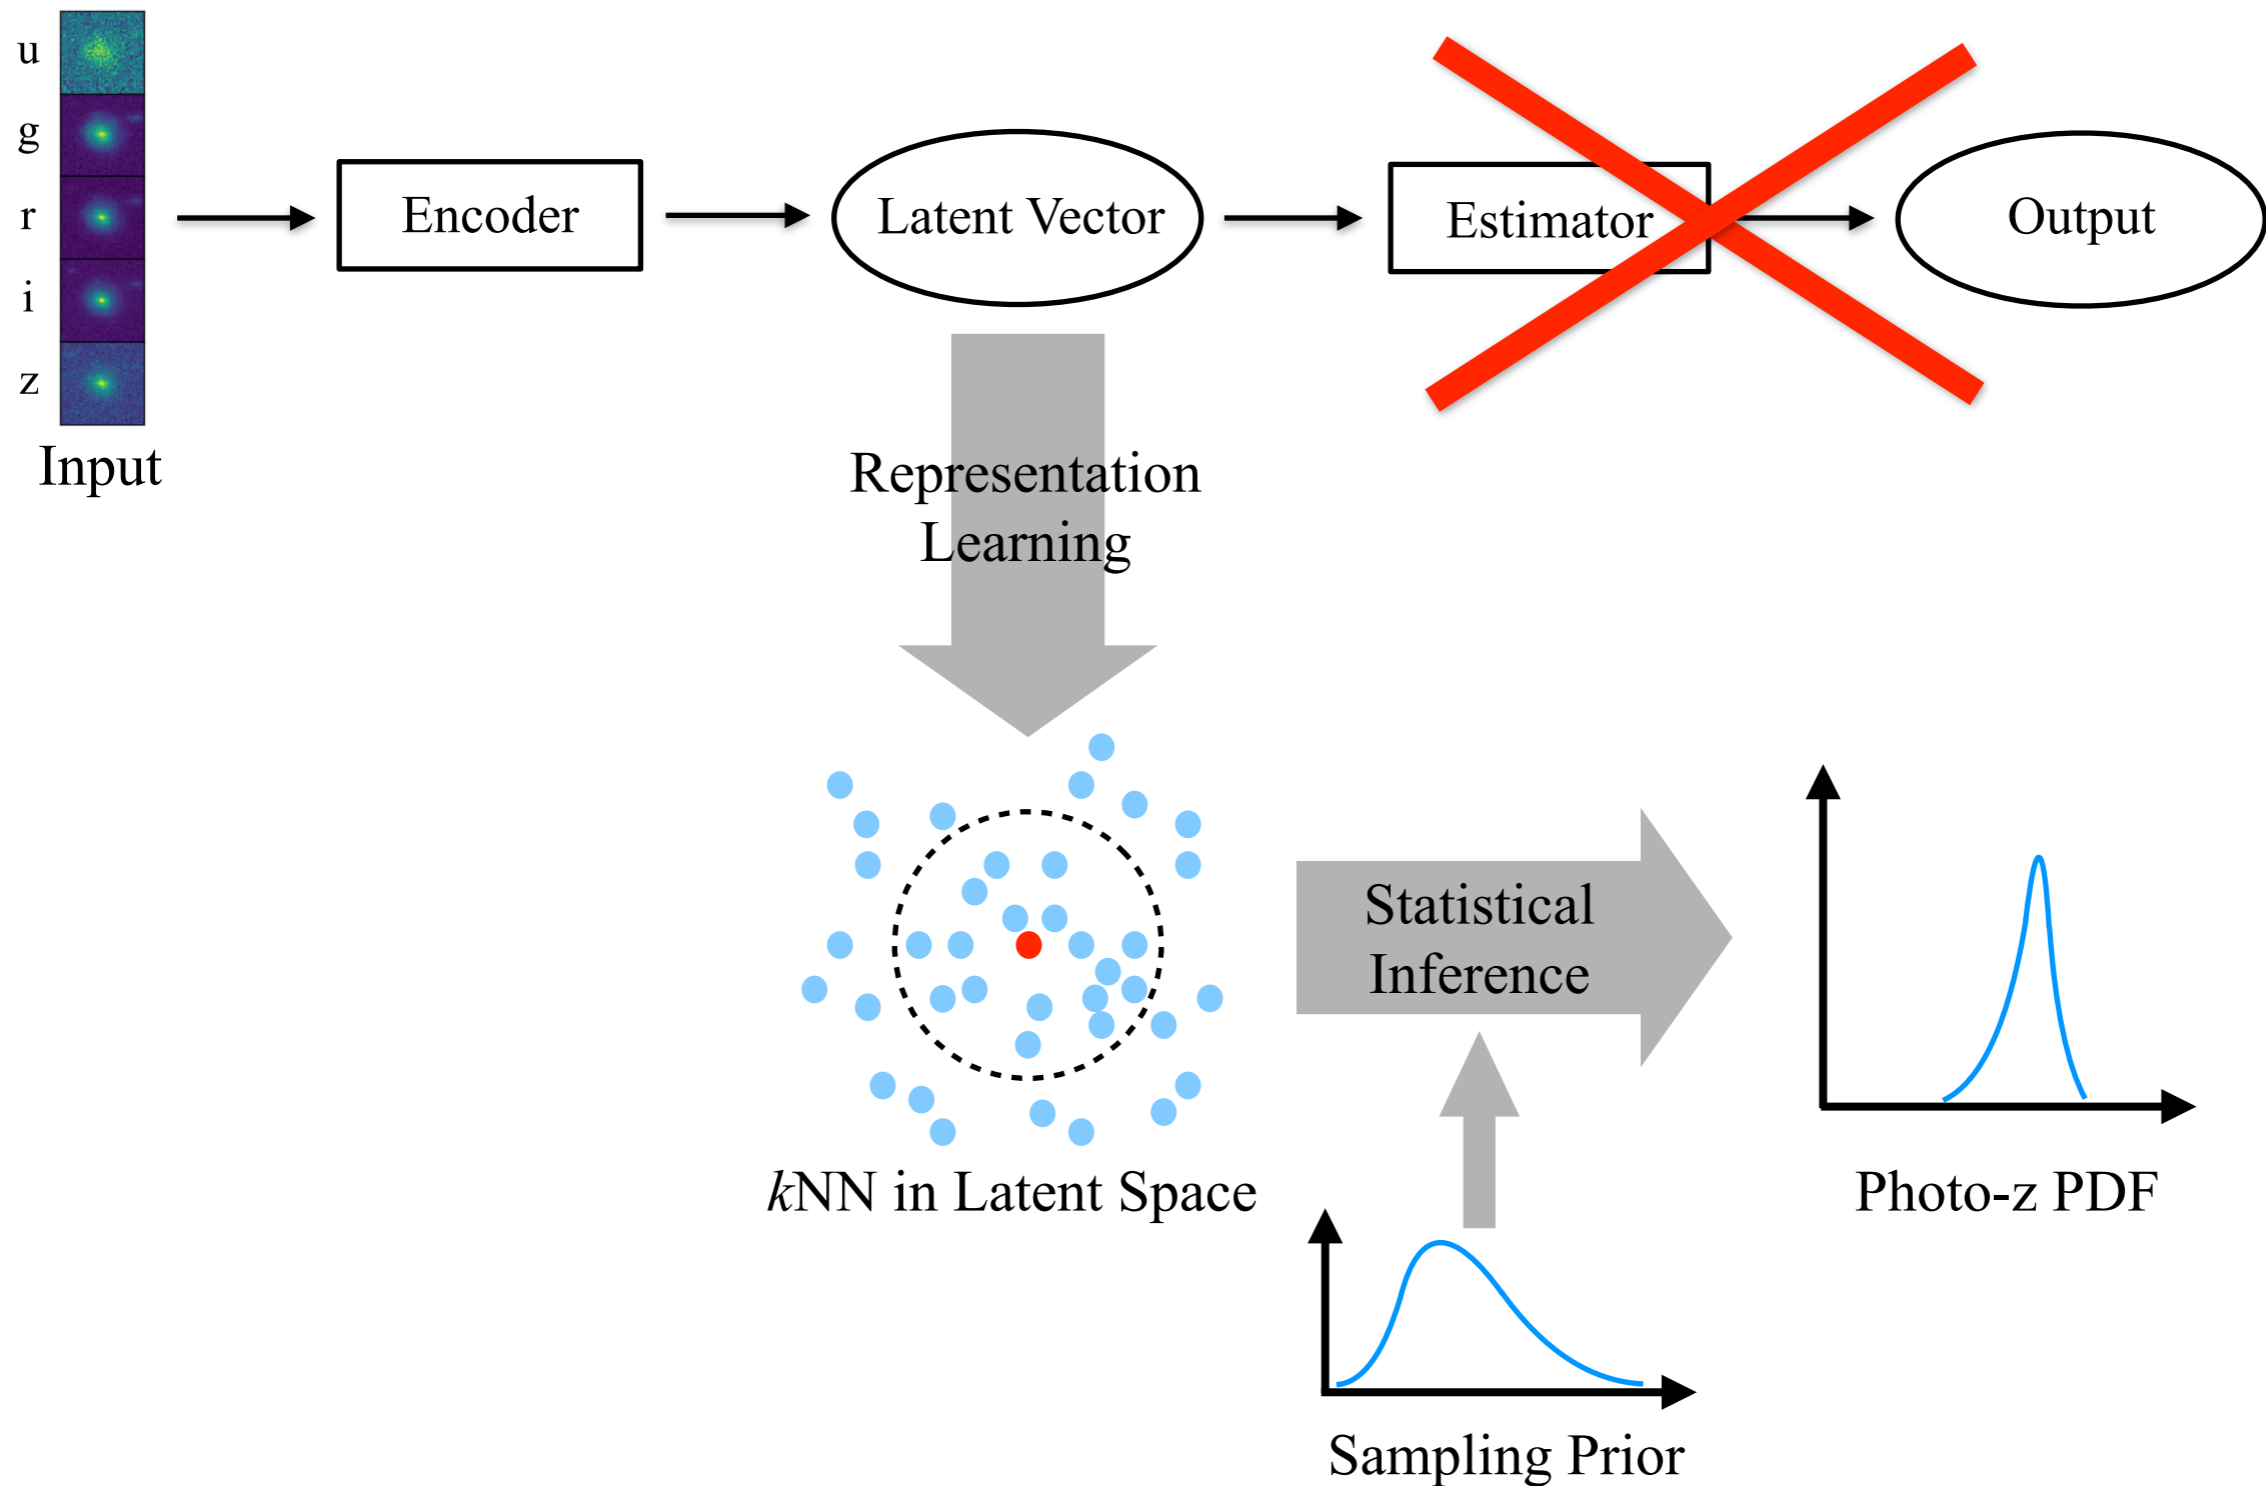 u
g
r
i
z
Input
Encoder
Latent Vector
Estimator
Output
Representation
Learning
kNN in Latent Space
Statistical
Inference
Sampling Prior
Photo-z PDF